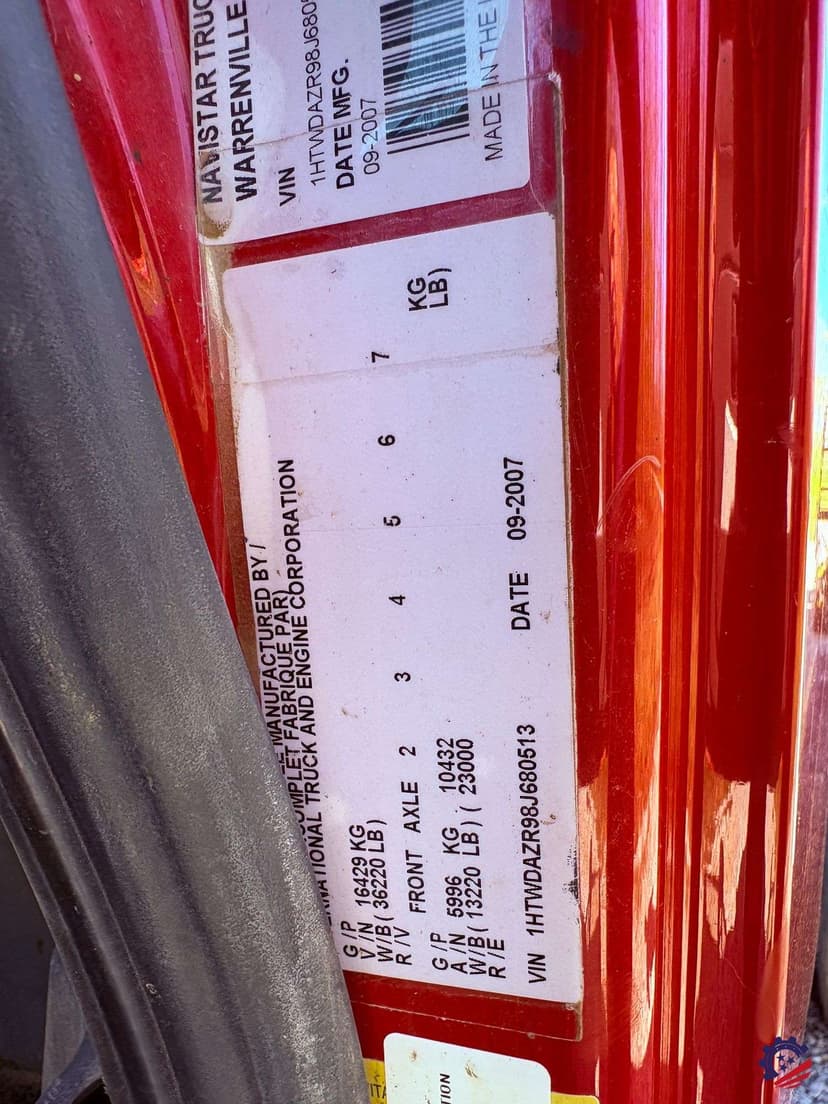 NAVISTAR TRUC
WARRENVILLE
VIN
1HTWDAZR98J680
DATE MFG.
09-2007
MADE IN THE
MANUFACTURED BY /
COMPLET FABRIQUE PAR)
ERNATIONAL TRUCK AND ENGINE CORPORATION
G / P
V / N 16429 KG
W/B ( 36220 LB )
R / V FRONT AXLE 2 3 4 5 6 7
G / P
A / N 5996 KG 10432 KG
W/B ( 13220 LB ) ( 23000 LB )
R / E
VIN 1HTWDAZR98J680513 DATE 09-2007
TION